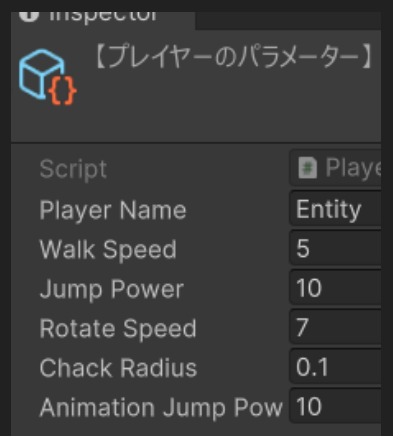 Inspector
【プレイヤーのパラメーター】
Script
Playe
Player Name
Entity
Walk Speed
5
Jump Power
10
Rotate Speed
7
Chack Radius
0.1
Animation Jump Pow
10